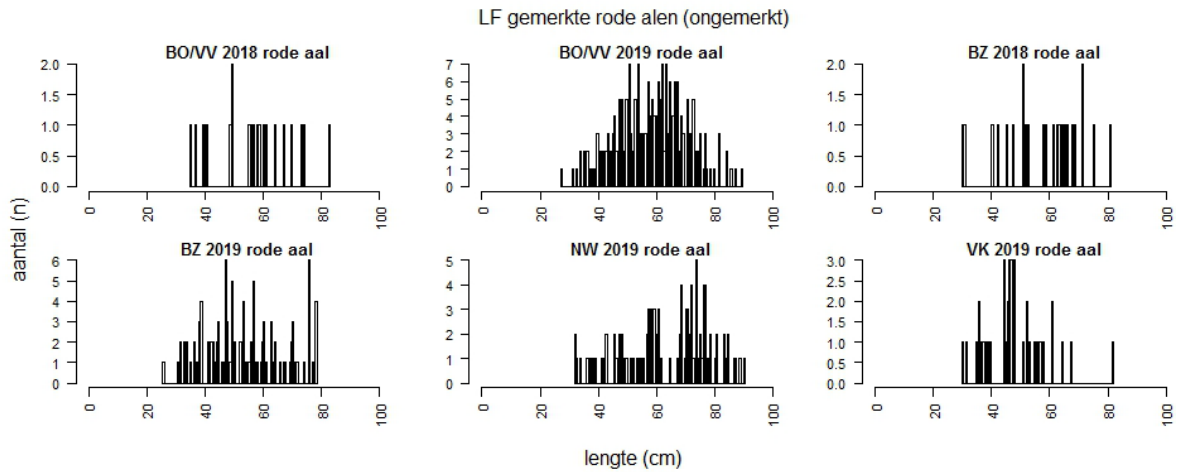 LF gemerkte rode alen (ongemerkt)
BO/VV 2018 rode aal
BO/VV 2019 rode aal
BZ 2018 rode aal
2.0
1.5
1.0
0.5
0.0
0 20 40 60 80 100
7
6
5
4
3
2
1
0
0 20 40 60 80 100
2.0
1.5
1.0
0.5
0.0
0 20 40 60 80 100
aantal (n)
BZ 2019 rode aal
NW 2019 rode aal
VK 2019 rode aal
6
5
4
3
2
1
0
0 20 40 60 80 100
5
4
3
2
1
0
0 20 40 60 80 100
3.0
2.5
2.0
1.5
1.0
0.5
0.0
0 20 40 60 80 100
lengte (cm)